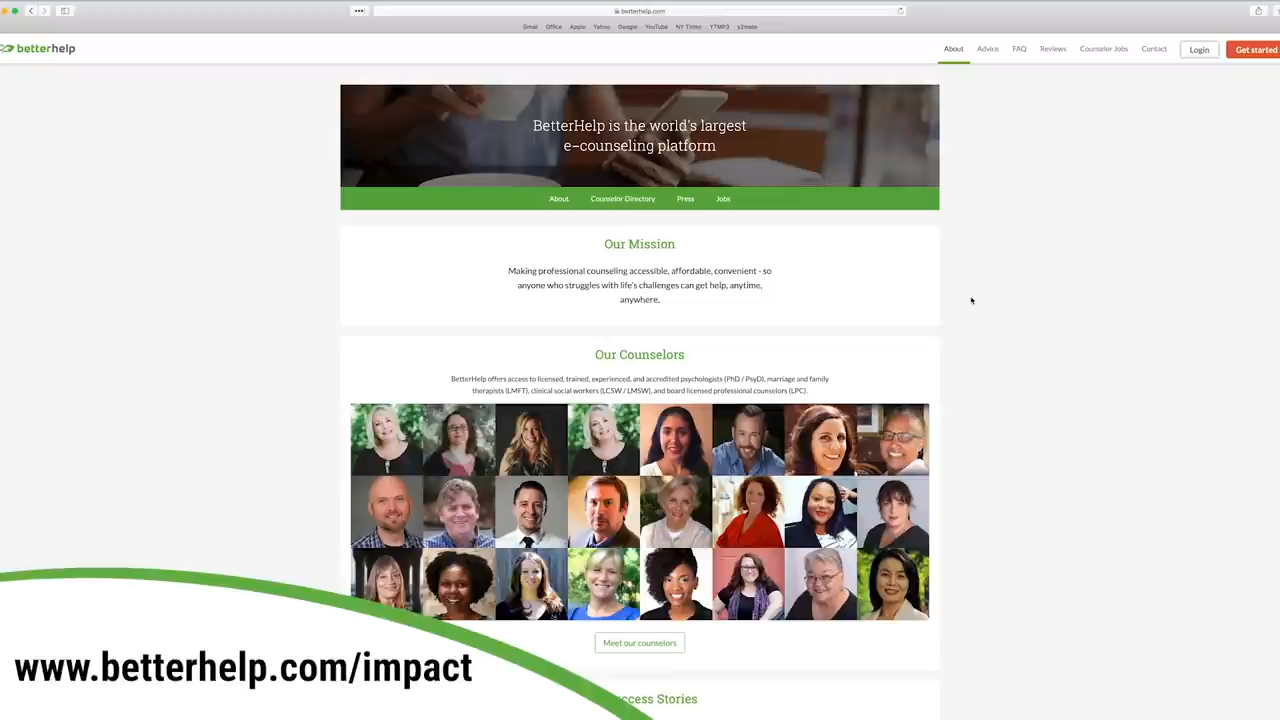 betterhelp.com
Gmail Office Apple Yahoo Google YouTube NY Times YTMP3 y2mate
betterhelp
About Advice FAQ Reviews Counselor Jobs Contact Login Get started
BetterHelp is the world's largest
e-counseling platform
About Counselor Directory Press Jobs
Our Mission
Making professional counseling accessible, affordable, convenient - so
anyone who struggles with life's challenges can get help, anytime,
anywhere.
Our Counselors
BetterHelp offers access to licensed, trained, experienced, and accredited psychologists (PhD / PsyD), marriage and family
therapists (LMFT), clinical social workers (LCSW / LMSW), and board licensed professional counselors (LPC).
Meet our counselors
www.betterhelp.com/impact
ccess Stories